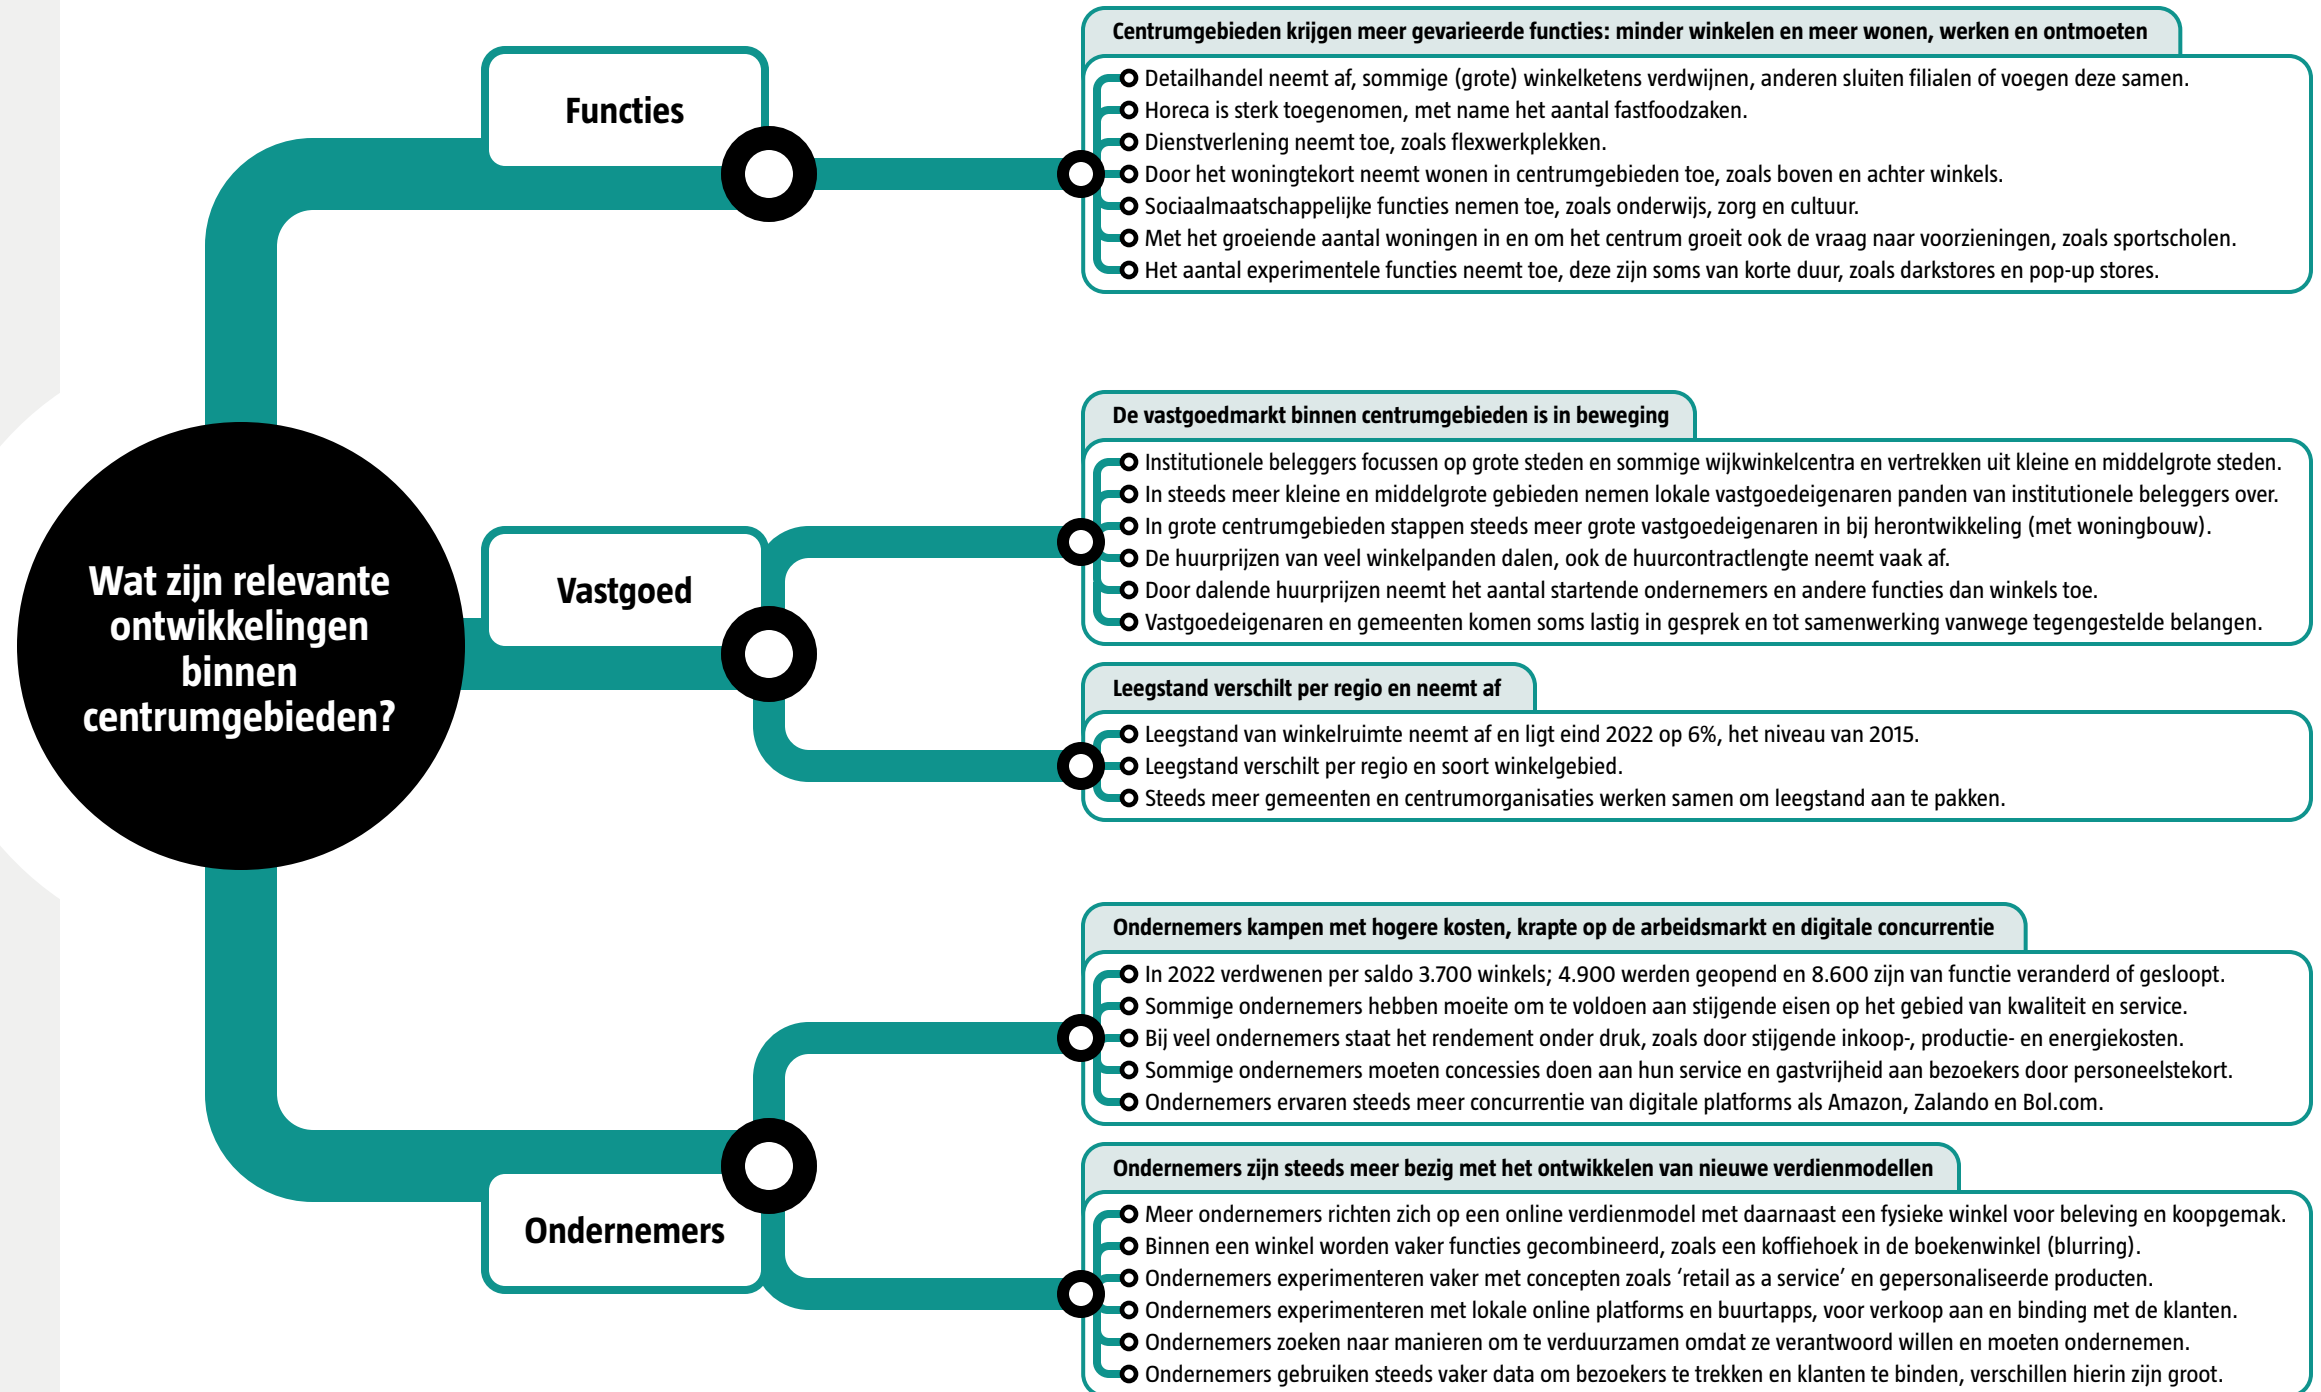 Wat zijn relevante
ontwikkelingen
binnen
centrumgebieden?
Functies
Centrumgebieden krijgen meer gevarieerde functies: minder winkelen en meer wonen, werken en ontmoeten
Detailhandel neemt af, sommige (grote) winkelketens verdwijnen, anderen sluiten filialen of voegen deze samen.
Horeca is sterk toegenomen, met name het aantal fastfoodzaken.
Dienstverlening neemt toe, zoals flexwerkplekken.
Door het woningtekort neemt wonen in centrumgebieden toe, zoals boven en achter winkels.
Sociaalmaatschappelijke functies nemen toe, zoals onderwijs, zorg en cultuur.
Met het groeiende aantal woningen in en om het centrum groeit ook de vraag naar voorzieningen, zoals sportscholen.
Het aantal experimentele functies neemt toe, deze zijn soms van korte duur, zoals darkstores en pop-up stores.
Vastgoed
De vastgoedmarkt binnen centrumgebieden is in beweging
Institutionele beleggers focussen op grote steden en sommige wijkwinkelcentra en vertrekken uit kleine en middelgrote steden.
In steeds meer kleine en middelgrote gebieden nemen lokale vastgoedeigenaren panden van institutionele beleggers over.
In grote centrumgebieden stappen steeds meer grote vastgoedeigenaren in bij herontwikkeling (met woningbouw).
De huurprijzen van veel winkelpanden dalen, ook de huurcontractlengte neemt vaak af.
Door dalende huurprijzen neemt het aantal startende ondernemers en andere functies dan winkels toe.
Vastgoedeigenaren en gemeenten komen soms lastig in gesprek en tot samenwerking vanwege tegengestelde belangen.
Leegstand verschilt per regio en neemt af
Leegstand van winkelruimte neemt af en ligt eind 2022 op 6%, het niveau van 2015.
Leegstand verschilt per regio en soort winkelgebied.
Steeds meer gemeenten en centrumorganisaties werken samen om leegstand aan te pakken.
Ondernemers
Ondernemers kampen met hogere kosten, krapte op de arbeidsmarkt en digitale concurrentie
In 2022 verdwenen per saldo 3.700 winkels; 4.900 werden geopend en 8.600 zijn van functie veranderd of gesloopt.
Sommige ondernemers hebben moeite om te voldoen aan stijgende eisen op het gebied van kwaliteit en service.
Bij veel ondernemers staat het rendement onder druk, zoals door stijgende inkoop-, productie- en energiekosten.
Sommige ondernemers moeten concessies doen aan hun service en gastvrijheid aan bezoekers door personeelstekort.
Ondernemers ervaren steeds meer concurrentie van digitale platforms als Amazon, Zalando en Bol.com.
Ondernemers zijn steeds meer bezig met het ontwikkelen van nieuwe verdienmodellen
Meer ondernemers richten zich op een online verdienmodel met daarnaast een fysieke winkel voor beleving en koopgemak.
Binnen een winkel worden vaker functies gecombineerd, zoals een koffiehoek in de boekenwinkel (blurring).
Ondernemers experimenteren vaker met concepten zoals ‘retail as a service’ en gepersonaliseerde producten.
Ondernemers experimenteren met lokale online platforms en buurtapps, voor verkoop aan en binding met de klanten.
Ondernemers zoeken naar manieren om te verduurzamen omdat ze verantwoord willen en moeten ondernemen.
Ondernemers gebruiken steeds vaker data om bezoekers te trekken en klanten te binden, verschillen hierin zijn groot.